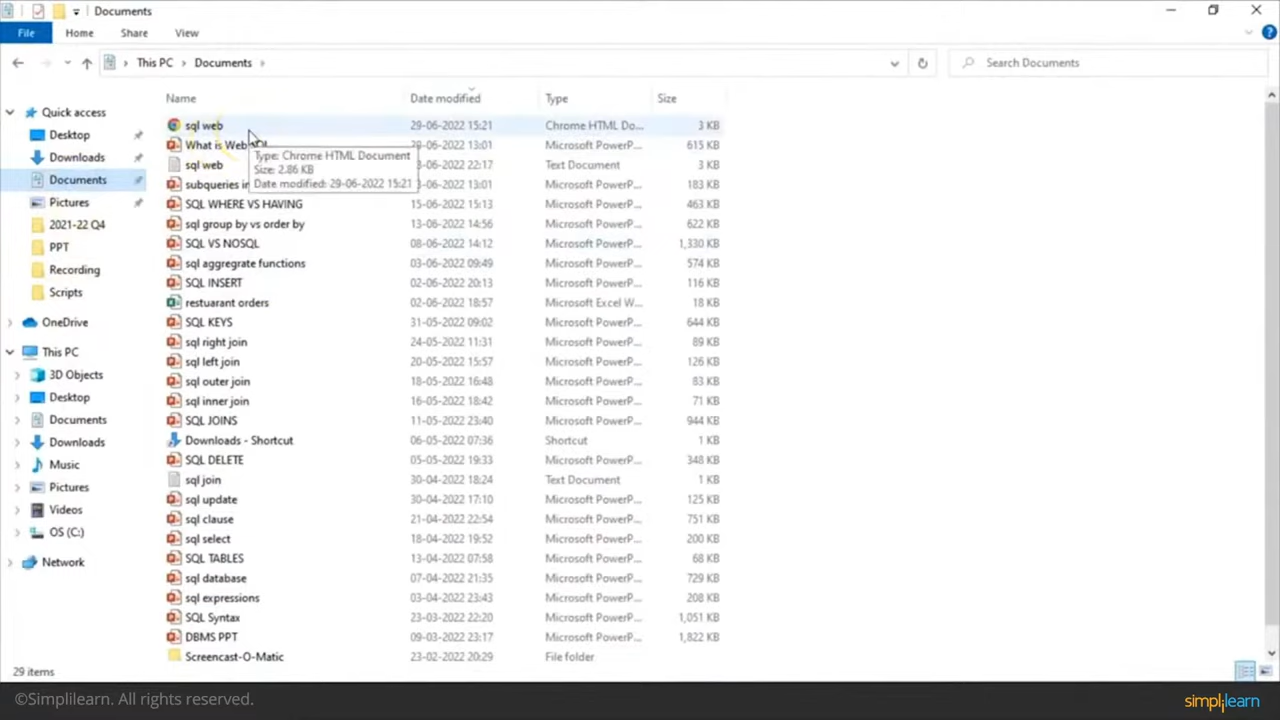 Documents
File Home Share View
This PC Documents Search Documents
Name Date modified Type Size
Quick access
Desktop
Downloads
Documents
Pictures
2021-22 Q4
PPT
Recording
Scripts
OneDrive
This PC
3D Objects
Desktop
Documents
Downloads
Music
Pictures
Videos
OS (C:)
Network
sql web 29-06-2022 15:21 Chrome HTML Do... 3 KB
What is Web SQL 29-06-2022 13:01 Microsoft PowerP... 615 KB
sql web 22:17 Text Document 3 KB
subqueries in 13:01 Microsoft PowerP... 183 KB
Type: Chrome HTML Document
Size: 2.86 KB
Date modified: 29-06-2022 15:21
SQL WHERE VS HAVING 15-06-2022 15:13 Microsoft PowerP... 463 KB
sql group by vs order by 13-06-2022 14:56 Microsoft PowerP... 622 KB
SQL VS NOSQL 08-06-2022 14:12 Microsoft PowerP... 1,330 KB
sql aggregrate functions 03-06-2022 09:49 Microsoft PowerP... 574 KB
SQL INSERT 02-06-2022 20:13 Microsoft PowerP... 116 KB
restuarant orders 02-06-2022 18:57 Microsoft Excel W... 18 KB
SQL KEYS 31-05-2022 09:02 Microsoft PowerP... 644 KB
sql right join 24-05-2022 11:31 Microsoft PowerP... 89 KB
sql left join 20-05-2022 15:57 Microsoft PowerP... 126 KB
sql outer join 18-05-2022 16:48 Microsoft PowerP... 83 KB
sql inner join 16-05-2022 18:42 Microsoft PowerP... 71 KB
SQL JOINS 11-05-2022 23:40 Microsoft PowerP... 944 KB
Downloads - Shortcut 06-05-2022 07:36 Shortcut 1 KB
SQL DELETE 05-05-2022 19:33 Microsoft PowerP... 348 KB
sql join 30-04-2022 18:24 Text Document 1 KB
sql update 30-04-2022 17:10 Microsoft PowerP... 125 KB
sql clause 21-04-2022 22:54 Microsoft PowerP... 751 KB
sql select 18-04-2022 19:52 Microsoft PowerP... 200 KB
SQL TABLES 13-04-2022 07:58 Microsoft PowerP... 68 KB
sql database 07-04-2022 21:35 Microsoft PowerP... 729 KB
sql expressions 03-04-2022 23:43 Microsoft PowerP... 208 KB
SQL Syntax 23-03-2022 22:20 Microsoft PowerP... 1,051 KB
DBMS PPT 09-03-2022 23:17 Microsoft PowerP... 1,822 KB
Screencast-O-Matic 23-02-2022 20:29 File folder
29 items
©Simplilearn. All rights reserved. simplilearn